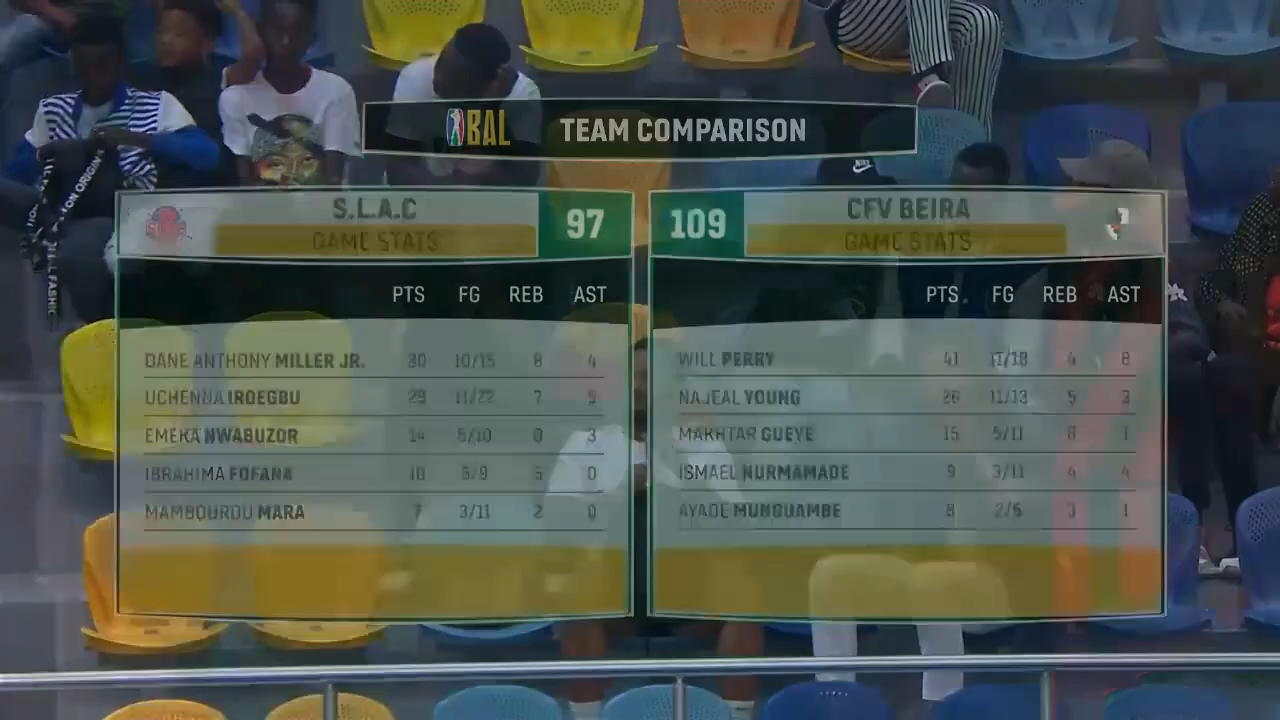 BAL TEAM COMPARISON
S.L.A.C 97
GAME STATS
PTS FG REB AST
DANE ANTHONY MILLER JR. 30 10/15 8 4
UCHENNA IROEGBU 29 11/22 7 5
EMEKA NWABUZOR 14 5/10 0 3
IBRAHIMA FOFANA 10 5/9 5 0
MAMBOUROU MARA 7 3/11 2 0
109 CFV BEIRA
GAME STATS
PTS FG REB AST
WILL PERRY 41 11/18 4 8
NAJEAL YOUNG 26 11/13 5 3
MAKHTAR GUEYE 15 5/11 8 1
ISMAEL NURMAMADE 9 3/11 4 4
AYADE MUNGUAMBE 8 2/6 3 1